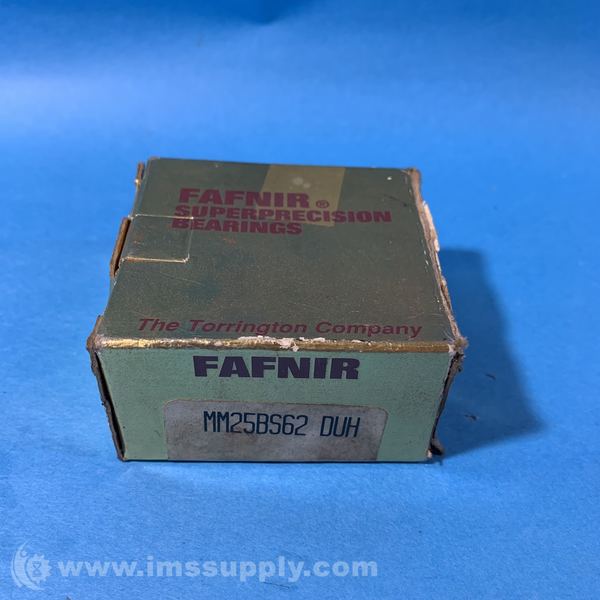 FAFNIR®
SUPERPRECISION
BEARINGS
The Torrington Company
FAFNIR
MM25BS62 DUH
www.imssupply.com